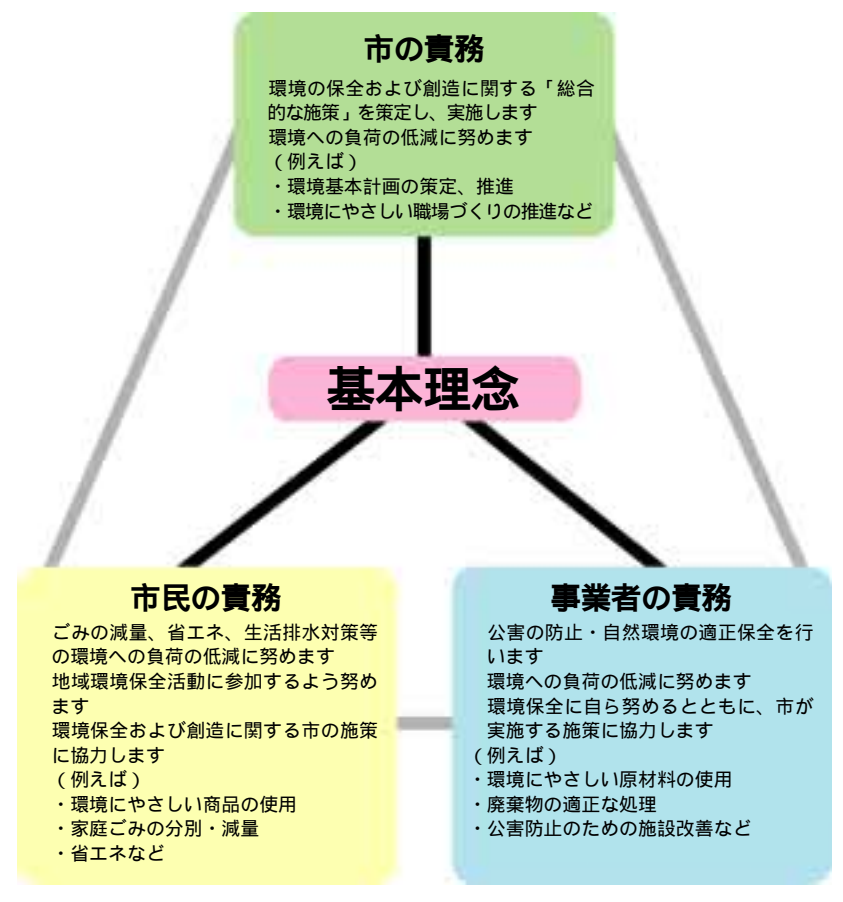 市の責務
環境の保全および創造に関する「総合
的な施策」を策定し、実施します
環境への負荷の低減に努めます
(例えば)
・環境基本計画の策定、推進
・環境にやさしい職場づくりの推進など
基本理念
市民の責務
ごみの減量、省エネ、生活排水対策等
の環境への負荷の低減に努めます
地域環境保全活動に参加するよう努め
ます
環境保全および創造に関する市の施策
に協力します
(例えば)
・環境にやさしい商品の使用
・家庭ごみの分別・減量
・省エネなど
事業者の責務
公害の防止・自然環境の適正保全を行
います
環境への負荷の低減に努めます
環境保全に自ら努めるとともに、市が
実施する施策に協力します
(例えば)
・環境にやさしい原材料の使用
・廃棄物の適正な処理
・公害防止のための施設改善など